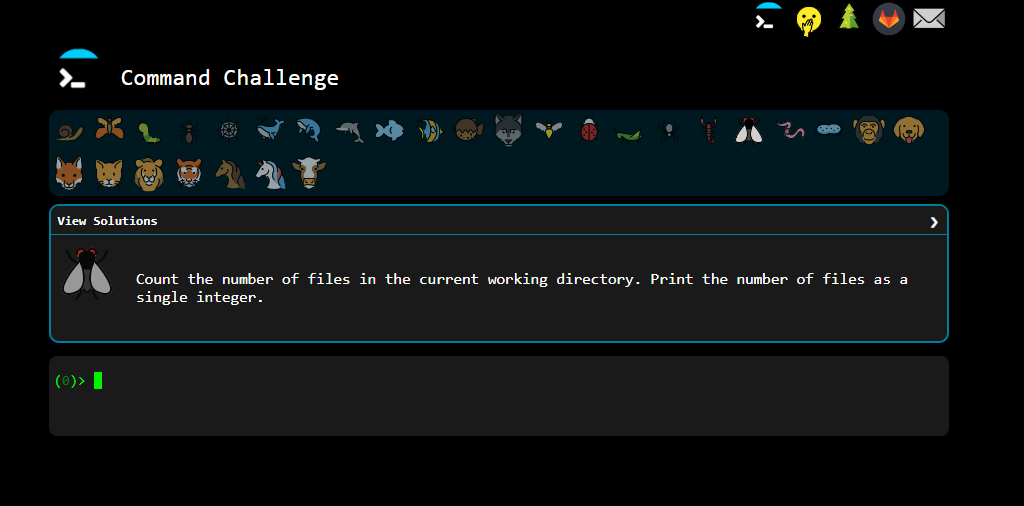 Command Challenge
View Solutions
Count the number of files in the current working directory. Print the number of files as a
single integer.
(0)>